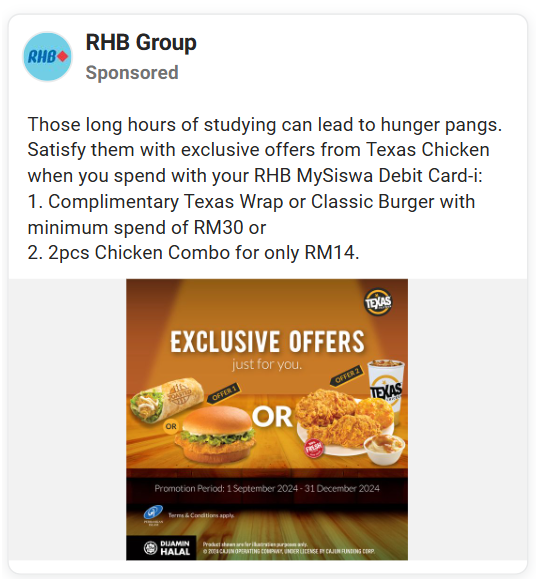 RHB Group
RHB
Sponsored
Those long hours of studying can lead to hunger pangs.
Satisfy them with exclusive offers from Texas Chicken
when you spend with your RHB MySiswa Debit Card-i:
1. Complimentary Texas Wrap or Classic Burger with
minimum spend of RM30 or
2. 2pcs Chicken Combo for only RM14.
TEXAS
EXCLUSIVE OFFERS
just for you.
OFFER 1
OFFER 2
TEXAS
OR
OR
FRESH
Promotion Period: 1 September 2024 - 31 December 2024
Terms & Conditions apply.
DIJAMIN
HALAL
Product shown are for illustration purposes only.
© 2024 CAJUN OPERATING COMPANY, UNDER LICENSE BY CAJUN FUNDING CORP.